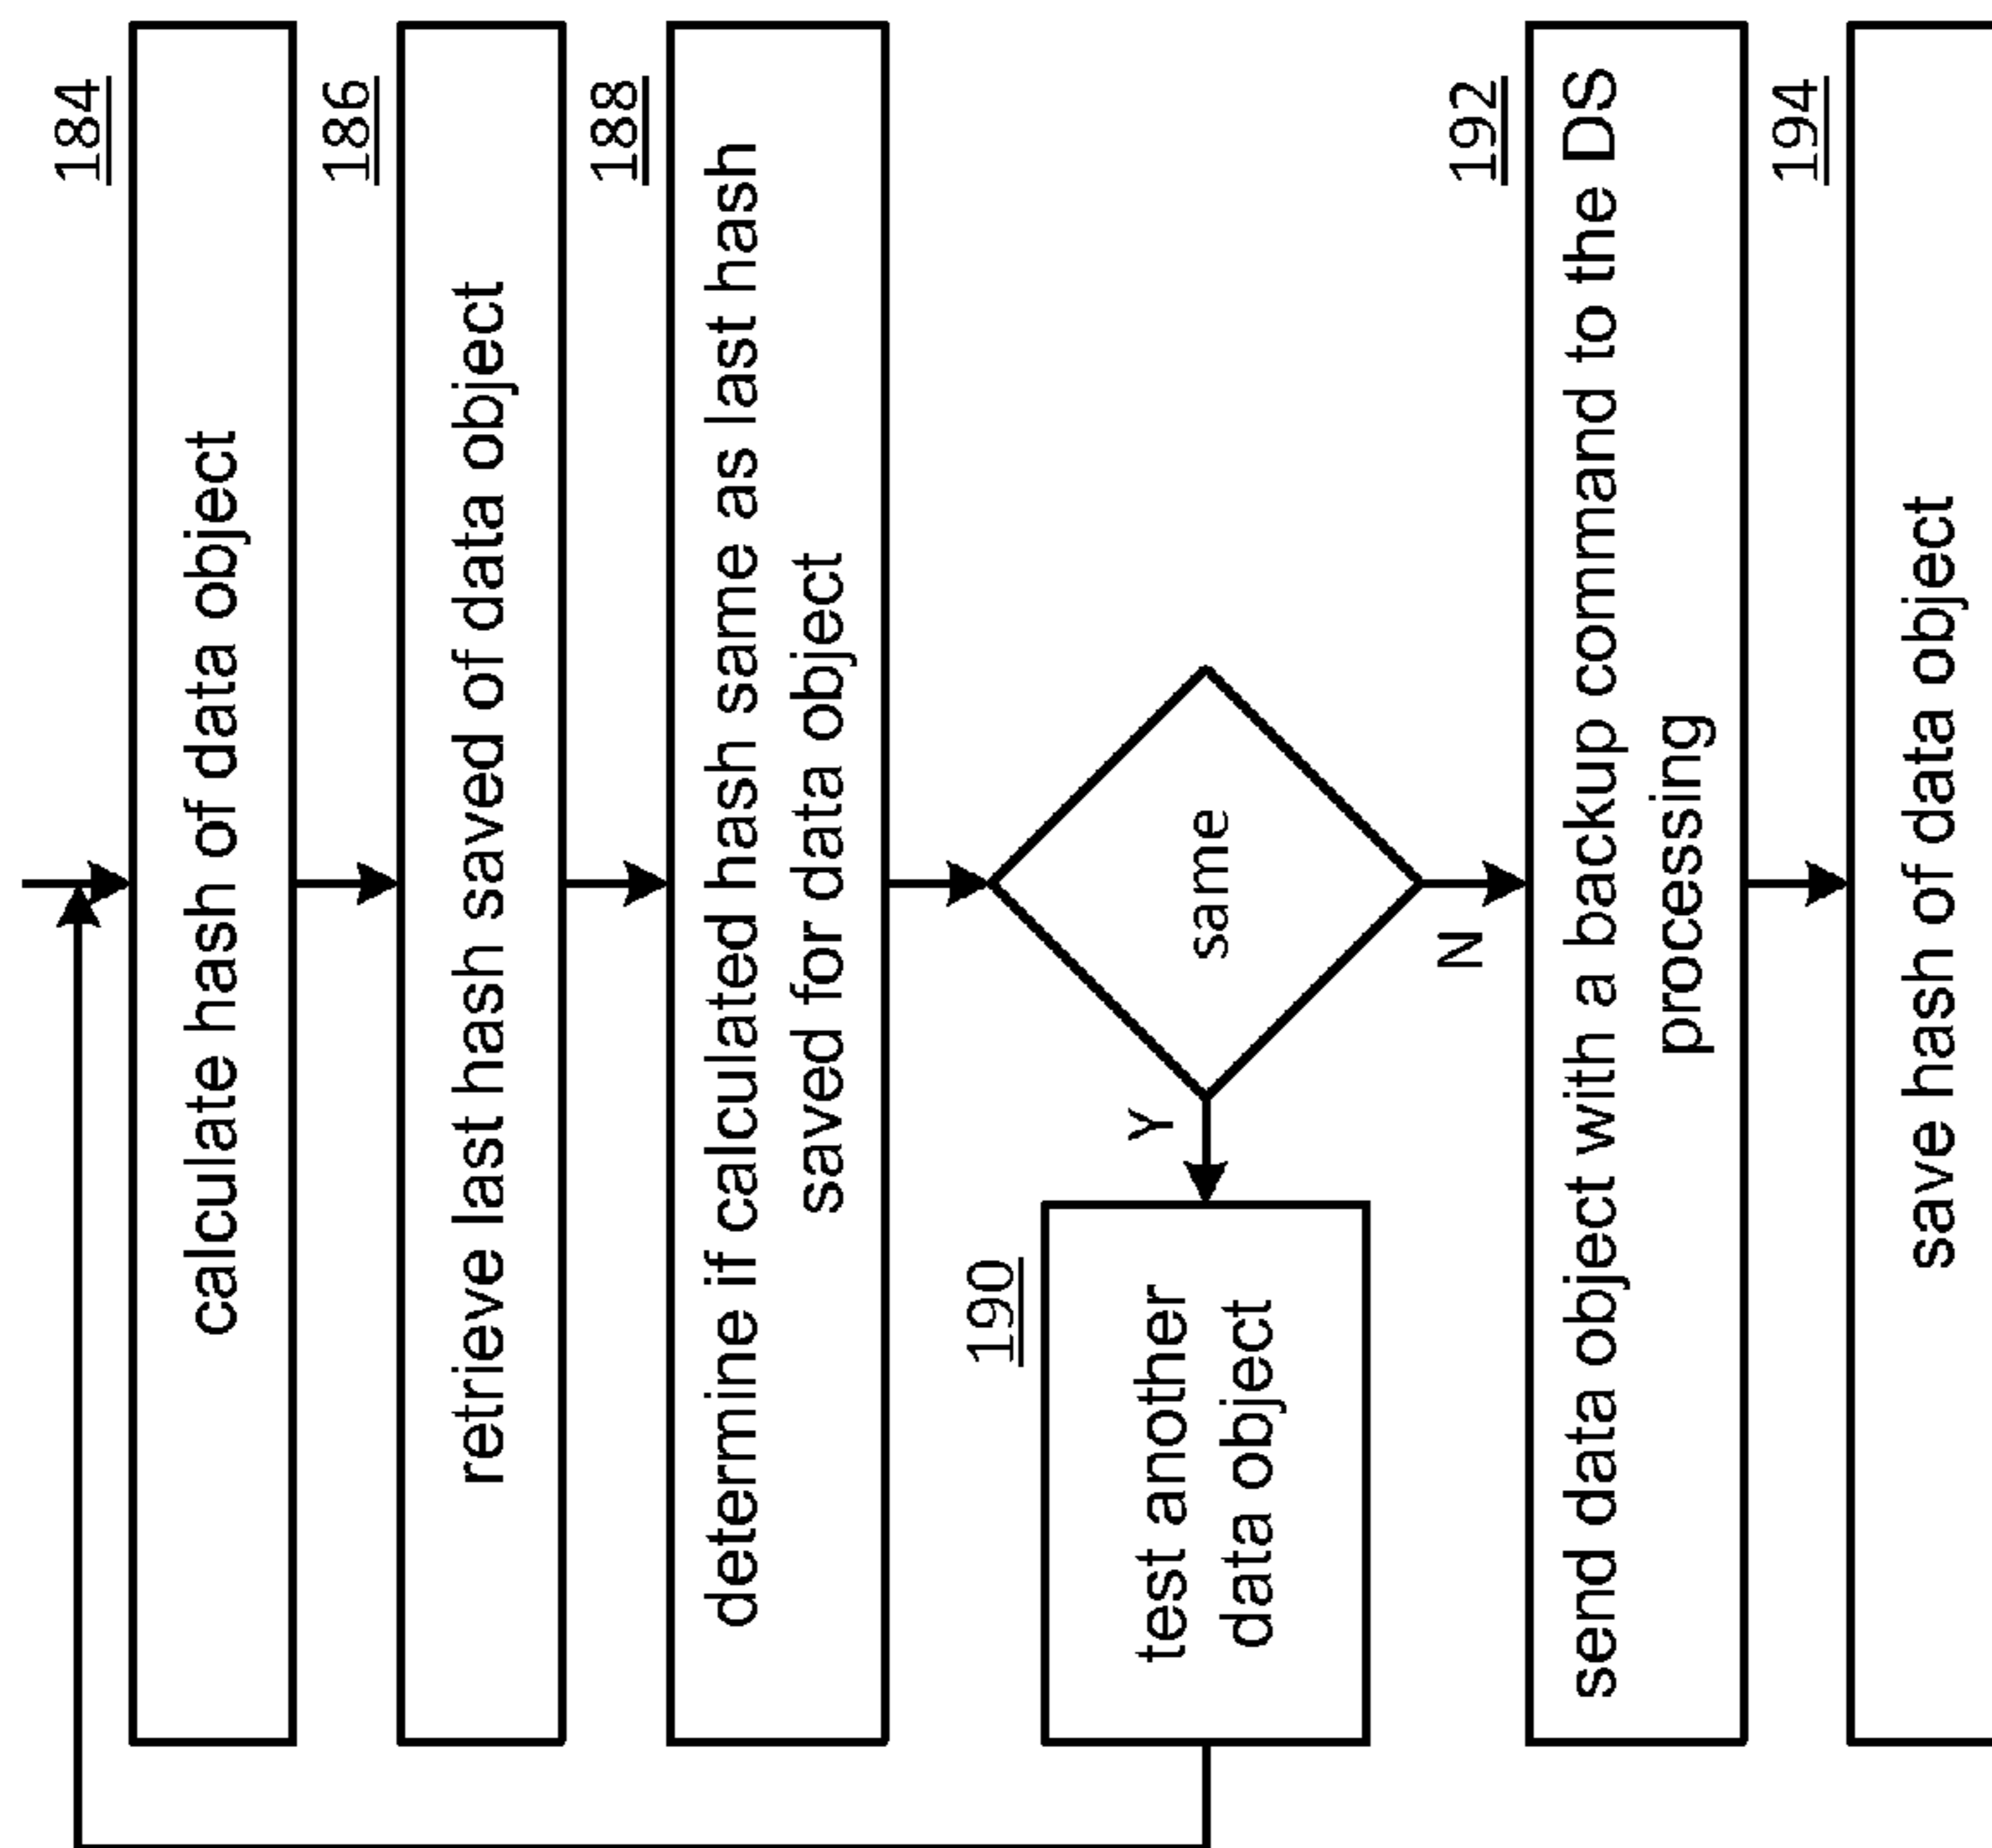 184
calculate hash of data object
186
retrieve last hash saved of data object
188
determine if calculated hash same as last hash
saved for data object
same
Y
N
190
test another
data object
192
send data object with a backup command to the DS
processing
194
save hash of data object